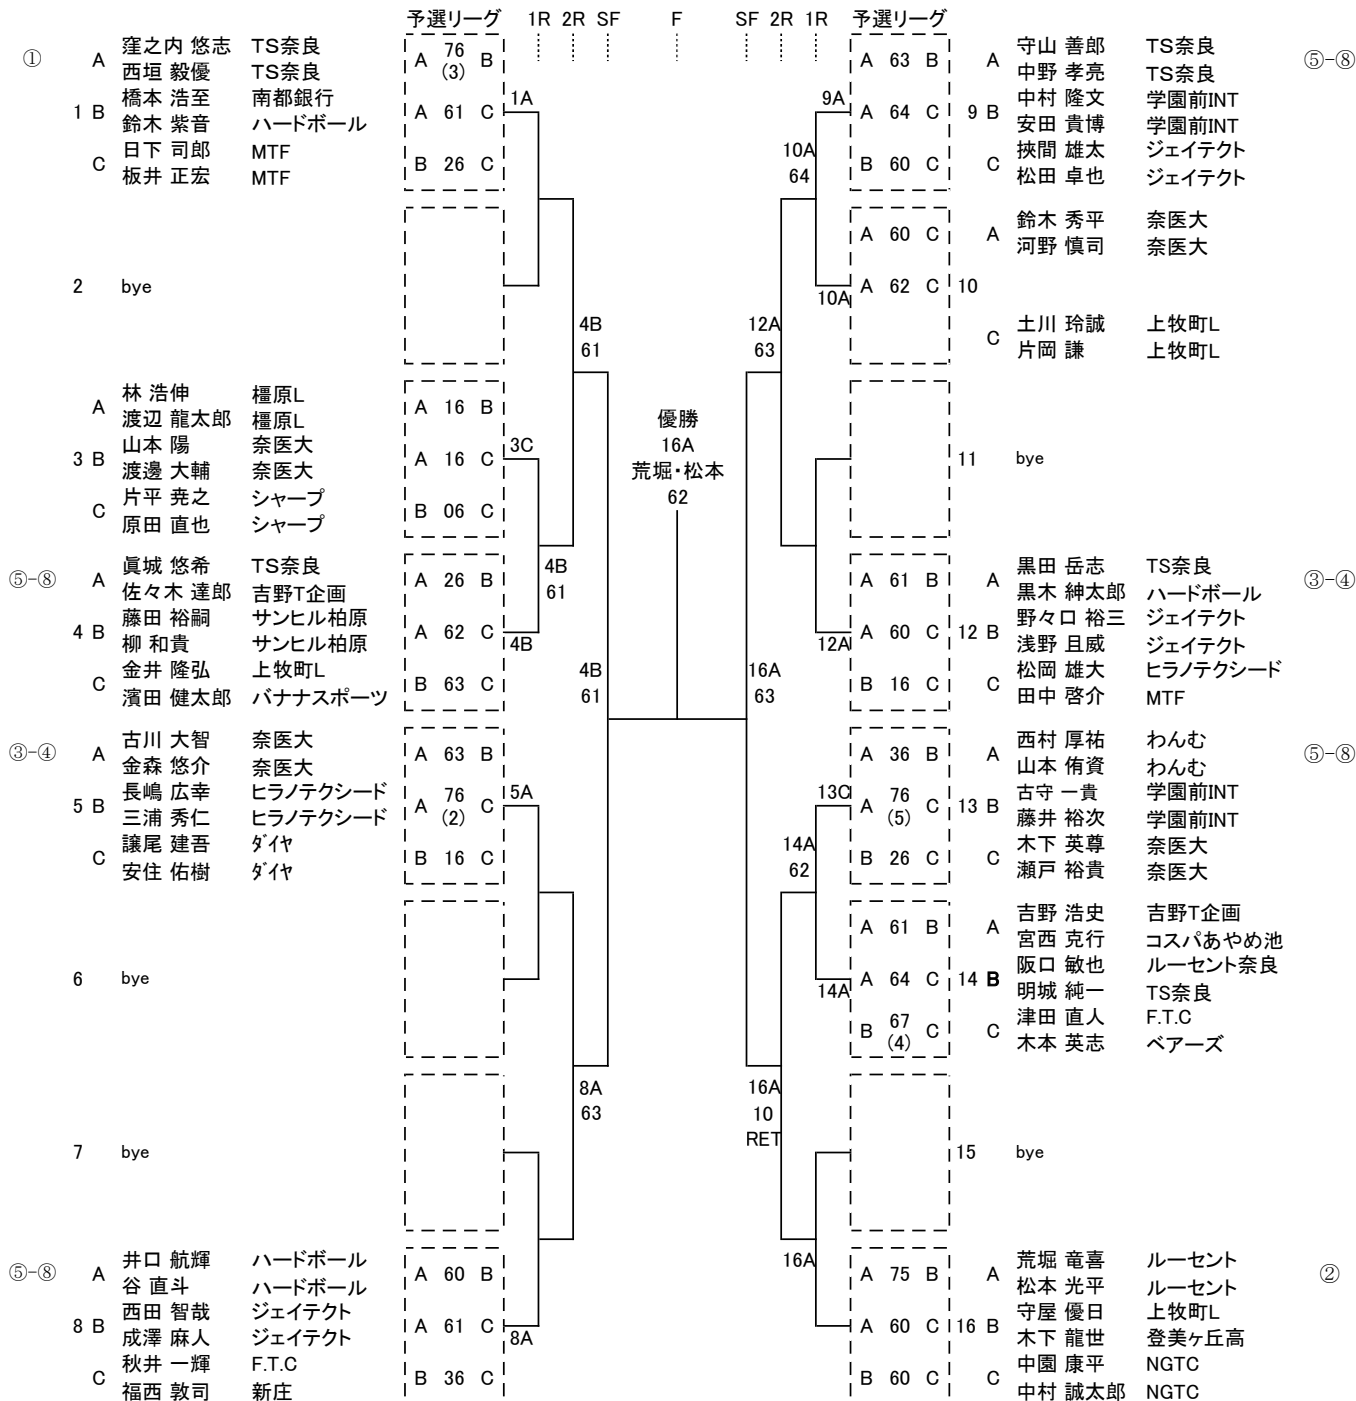 予選リーグ 1R 2R SF F SF 2R 1R 予選リーグ
①
1
A 窪之内 悠志 TS奈良
西垣 毅優 TS奈良
B 橋本 浩至 南都銀行
鈴木 紫音 ハードボール
C 日下 司郎 MTF
板井 正宏 MTF
A 76(3) B
A 61 C
B 26 C
1A
2 bye
3
A 林 浩伸 橿原L
渡辺 龍太郎 橿原L
B 山本 陽 奈医大
渡邊 大輔 奈医大
C 片平 尭之 シャープ
原田 直也 シャープ
A 16 B
A 16 C
B 06 C
3C
⑤-⑧
4
A 眞城 悠希 TS奈良
佐々木 達郎 吉野T企画
B 藤田 裕嗣 サンヒル柏原
柳 和貴 サンヒル柏原
C 金井 隆弘 上牧町L
濱田 健太郎 バナナスポーツ
A 26 B
A 62 C
B 63 C
4B
4B
61
4B
61
③-④
5
A 古川 大智 奈医大
金森 悠介 奈医大
B 長嶋 広幸 ヒラノテクシード
三浦 秀仁 ヒラノテクシード
C 譲尾 建吾 ダイヤ
安住 佑樹 ダイヤ
A 63 B
A 76(2) C
B 16 C
5A
6 bye
7 bye
⑤-⑧
8
A 井口 航輝 ハードボール
谷 直斗 ハードボール
B 西田 智哉 ジェイテクト
成澤 麻人 ジェイテクト
C 秋井 一輝 F.T.C
福西 敦司 新庄
A 60 B
A 61 C
B 36 C
8A
8A
63
4B
61
優勝
16A
荒堀・松本
62
⑤-⑧
9
A 守山 善郎 TS奈良
中野 孝亮 TS奈良
B 中村 隆文 学園前INT
安田 貴博 学園前INT
C 挾間 雄太 ジェイテクト
松田 卓也 ジェイテクト
A 63 B
A 64 C
B 60 C
9A
10A
64
10
A 鈴木 秀平 奈医大
河野 慎司 奈医大
C 土川 玲誠 上牧町L
片岡 謙 上牧町L
A 60 C
A 62 C
10A
11 bye
12A
63
③-④
12
A 黒田 岳志 TS奈良
黒木 紳太郎 ハードボール
B 野々口 裕三 ジェイテクト
浅野 且威 ジェイテクト
C 松岡 雄大 ヒラノテクシード
田中 啓介 MTF
A 61 B
A 60 C
B 16 C
12A
16A
63
⑤-⑧
13
A 西村 厚祐 わんむ
山本 侑資 わんむ
B 古守 一貴 学園前INT
藤井 裕次 学園前INT
C 木下 英尊 奈医大
瀬戸 裕貴 奈医大
A 36 B
A 76(5) C
B 26 C
13C
14A
62
14
A 吉野 浩史 吉野T企画
宮西 克行 コスパあやめ池
B 阪口 敏也 ルーセント奈良
明城 純一 TS奈良
C 津田 直人 F.T.C
木本 英志 ベアーズ
A 61 B
A 64 C
B 67(4) C
14A
16A
10
RET
15 bye
②
16
A 荒堀 竜喜 ルーセント
松本 光平 ルーセント
B 守屋 優日 上牧町L
木下 龍世 登美ヶ丘高
C 中園 康平 NGTC
中村 誠太郎 NGTC
A 75 B
A 60 C
B 60 C
16A